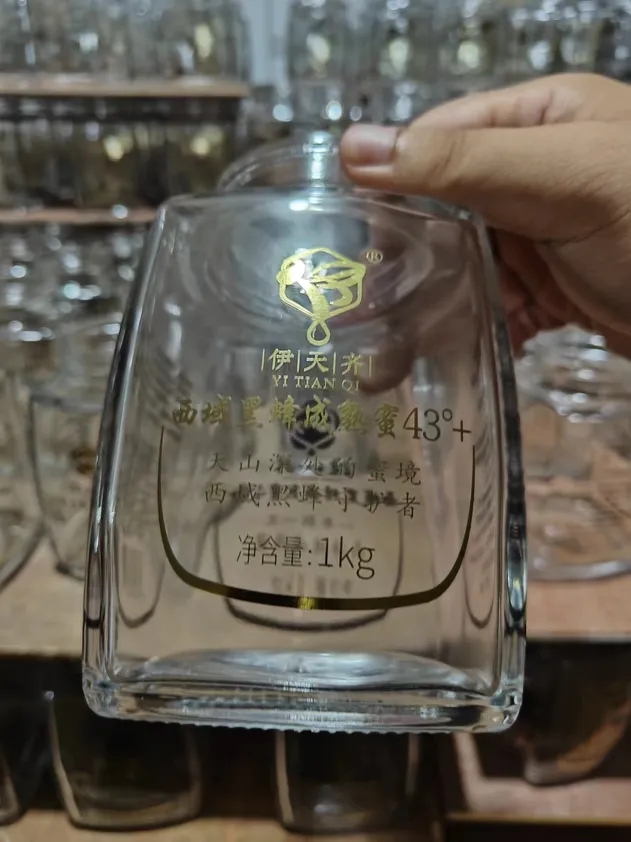 ®
伊天齐
YI TIAN QI
西域黑蜂成熟蜜43°+
天山深处的蜜境
西域黑蜂守护者
净含量:1kg